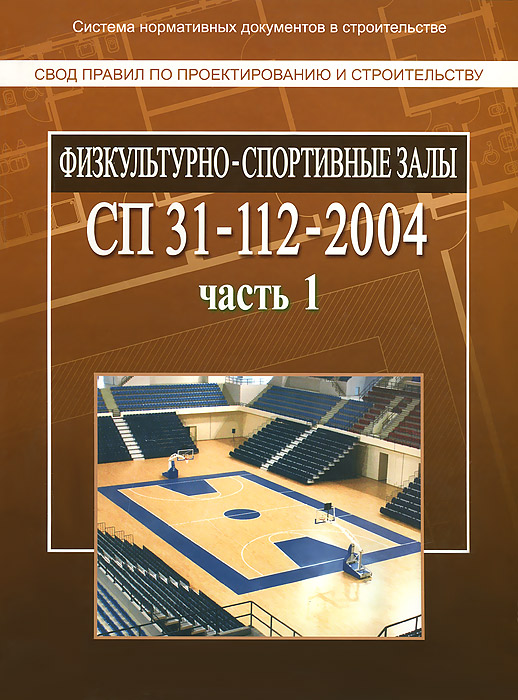 Система нормативных документов в строительстве
СВОД ПРАВИЛ ПО ПРОЕКТИРОВАНИЮ И СТРОИТЕЛЬСТВУ
ФИЗКУЛЬТУРНО-СПОРТИВНЫЕ ЗАЛЫ
СП 31-112-2004
часть 1